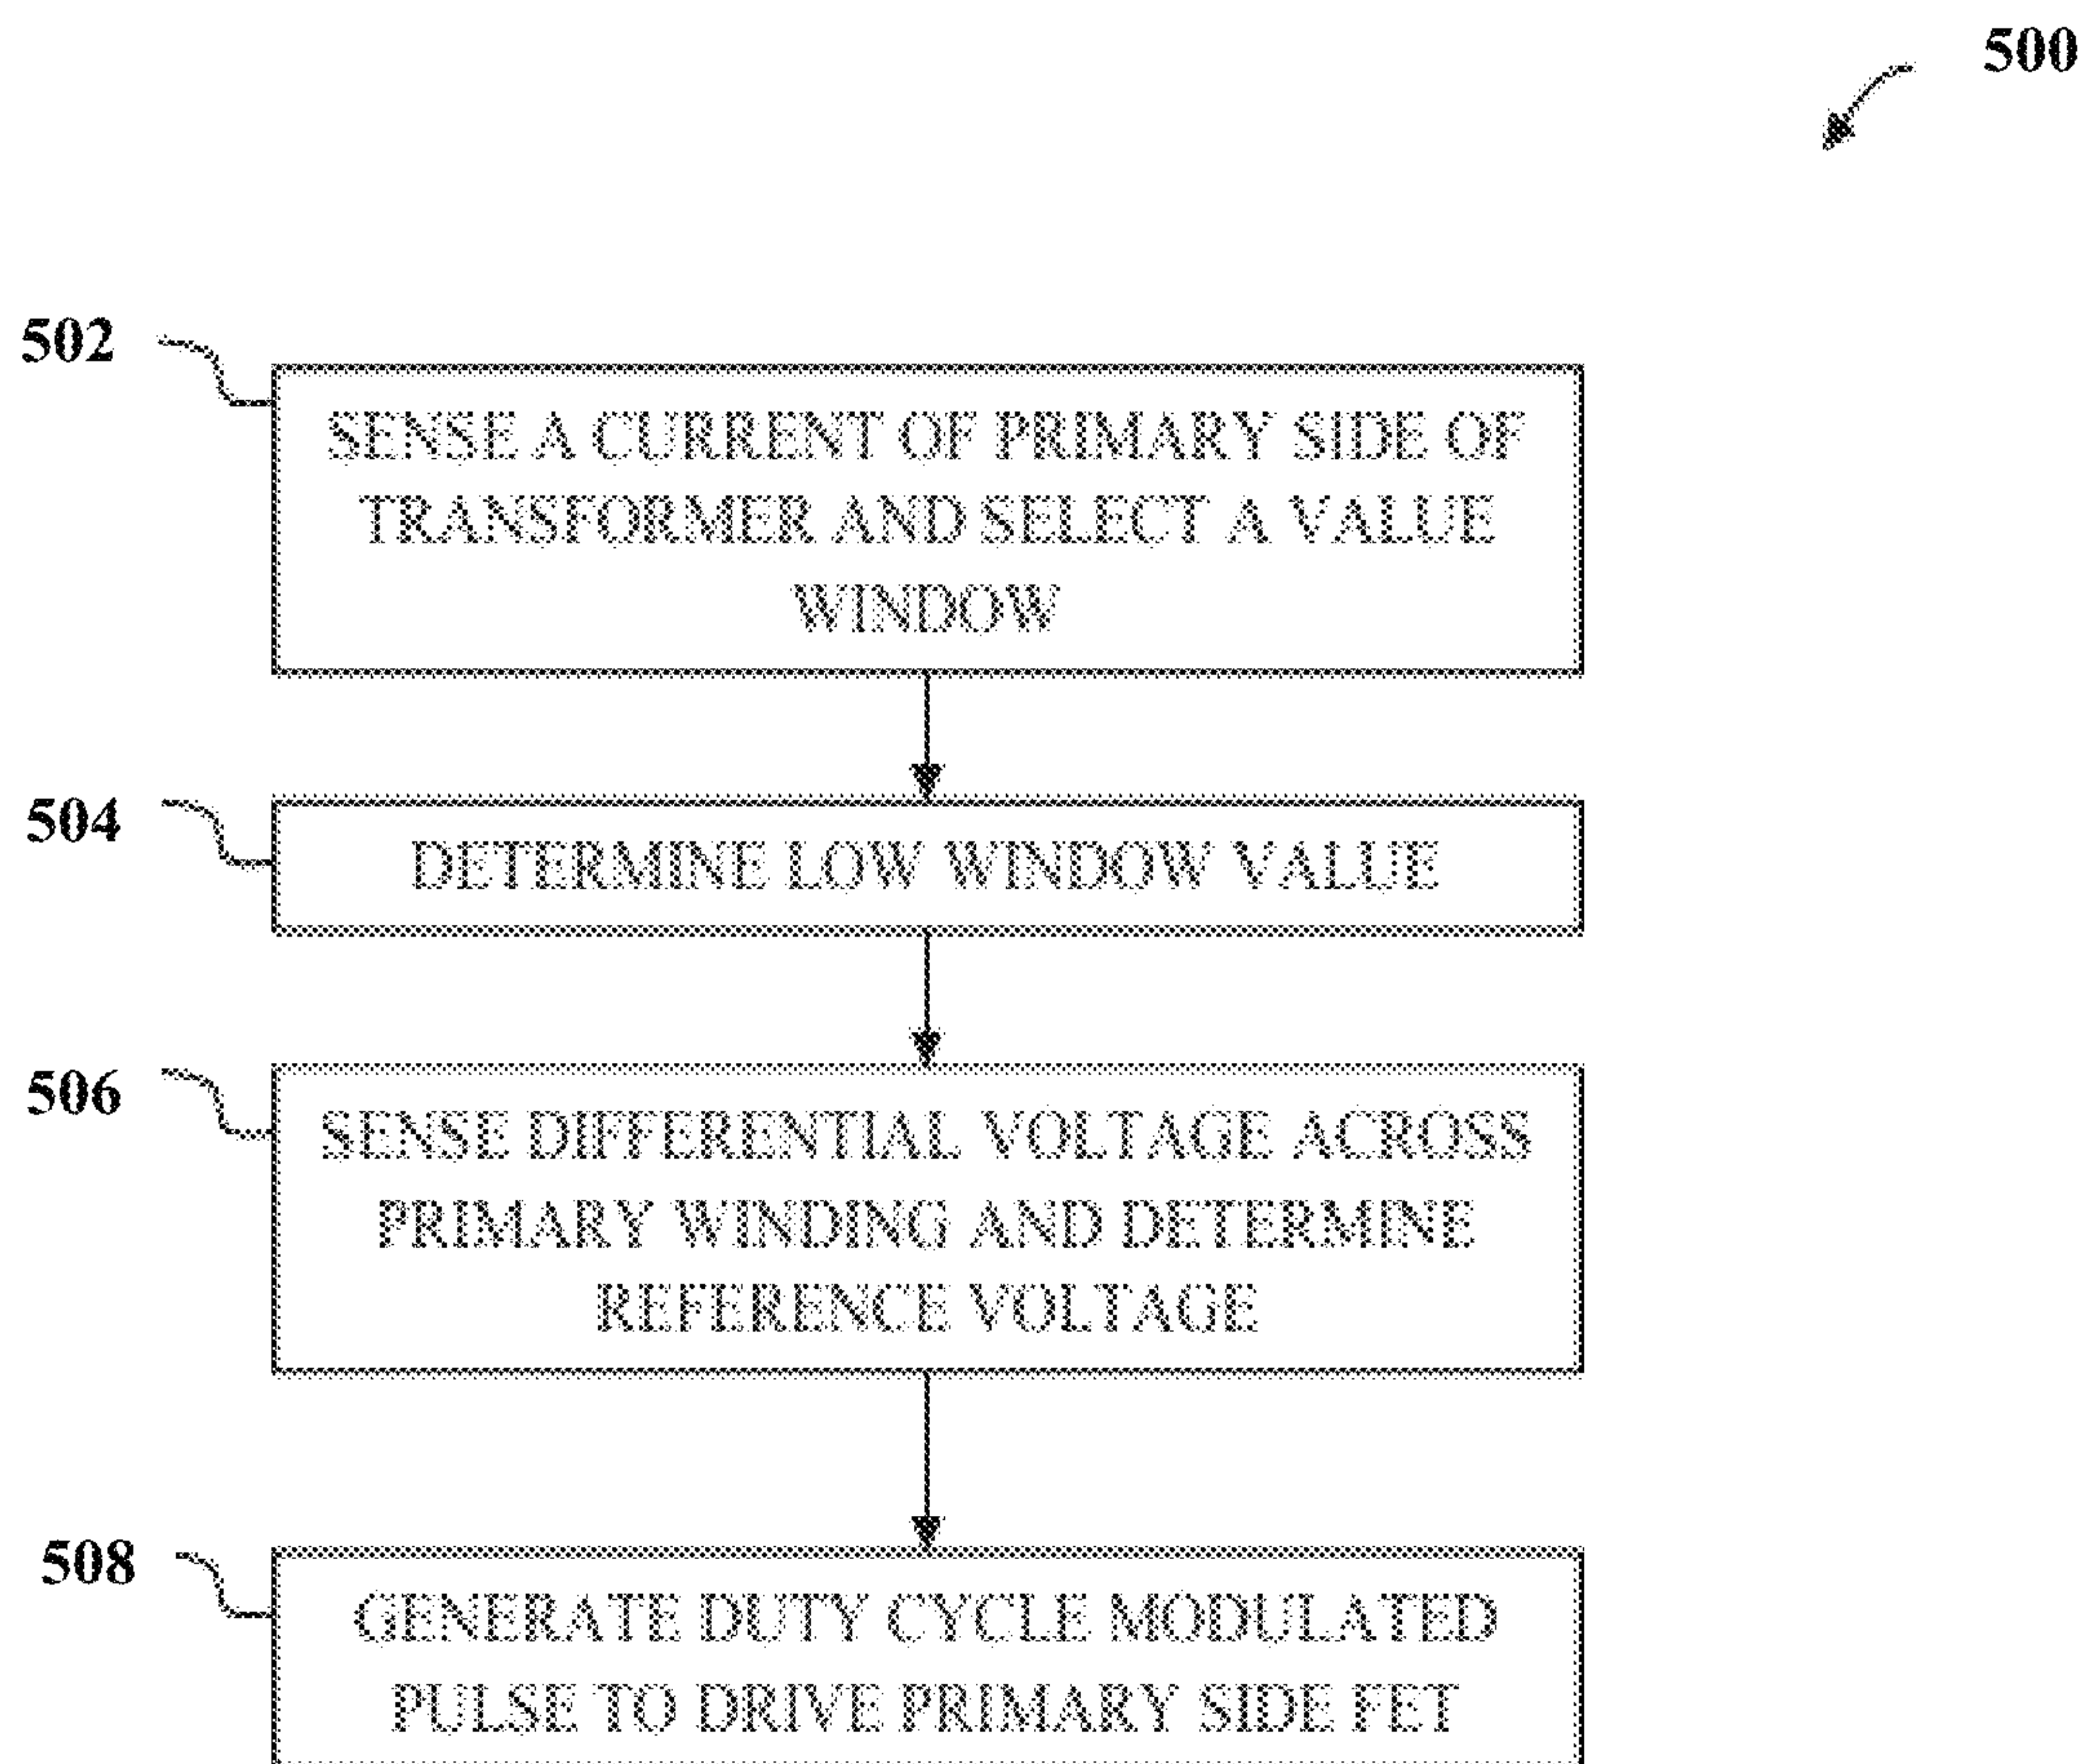 500
502
SENSE A CURRENT OF PRIMARY SIDE OF
TRANSFORMER AND SELECT A VALUE
WINDOW
504
DETERMINE LOW WINDOW VALUE
506
SENSE DIFFERENTIAL VOLTAGE ACROSS
PRIMARY WINDING AND DETERMINE
REFERENCE VOLTAGE
508
GENERATE DUTY CYCLE MODULATED
PULSE TO DRIVE PRIMARY SIDE FET